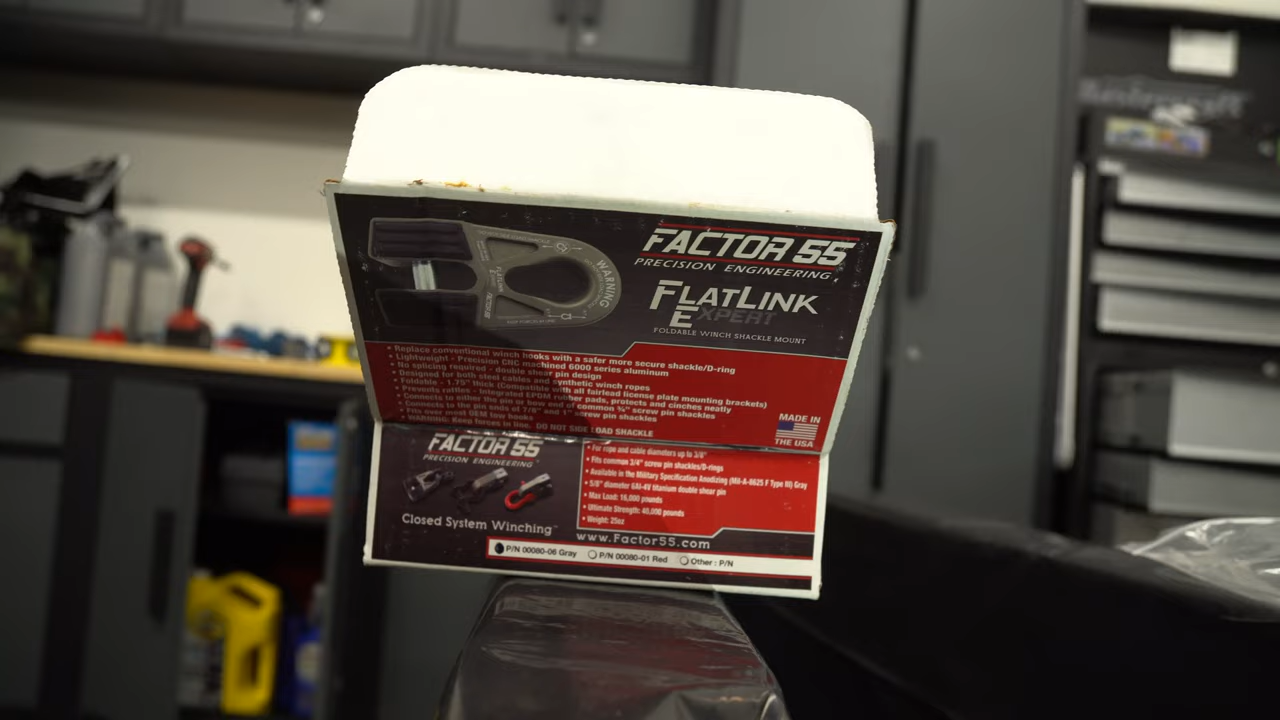 WARNING
FACTOR 55
PRECISION ENGINEERING
FLATLINK
EXPERT
FOLDABLE WINCH SHACKLE MOUNT
• Replace conventional winch hooks with a safer more secure shackle/D-ring
• Lightweight - Precision CNC machined 6000 series aluminum
• No splicing required - double shear pin design
• Designed for both steel cables and synthetic winch ropes
• Foldable - 1.75" thick (Compatible with all fairlead license plate mounting brackets)
• Prevents rattles - Integrated EPDM rubber pads, protects and cinches neatly
• Connects to either the pin or bow end of common ¾" screw pin shackles
• Connects to the pin ends of 7/8" and 1" screw pin shackles
• Fits over most OEM tow hooks
• WARNING: Keep forces in line. DO NOT SIDE LOAD SHACKLE
MADE IN
THE USA
FACTOR 55
PRECISION ENGINEERING™
Closed System Winching™
• For rope and cable diameters up to 3/8"
• Fits common 3/4" screw pin shackles/D-rings
• Available in the Military Specification Anodizing (Mil-A-8625 F Type III) Gray
• 5/8" diameter 6Al-4V titanium double shear pin
• Max Load: 16,000 pounds
• Ultimate Strength: 40,000 pounds
• Weight: 25oz
www.Factor55.com
P/N 00080-06 Gray P/N 00080-01 Red Other : P/N